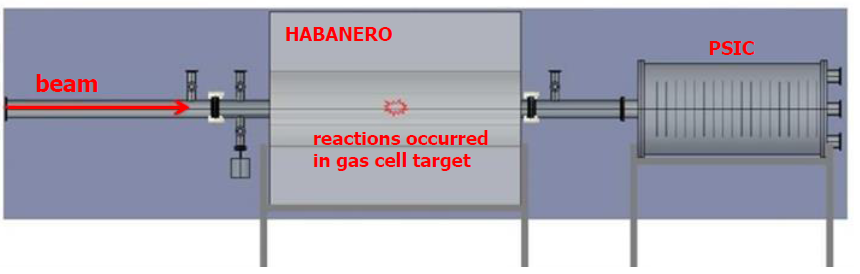 HABANERO
PSIC
beam
reactions occurred
in gas cell target